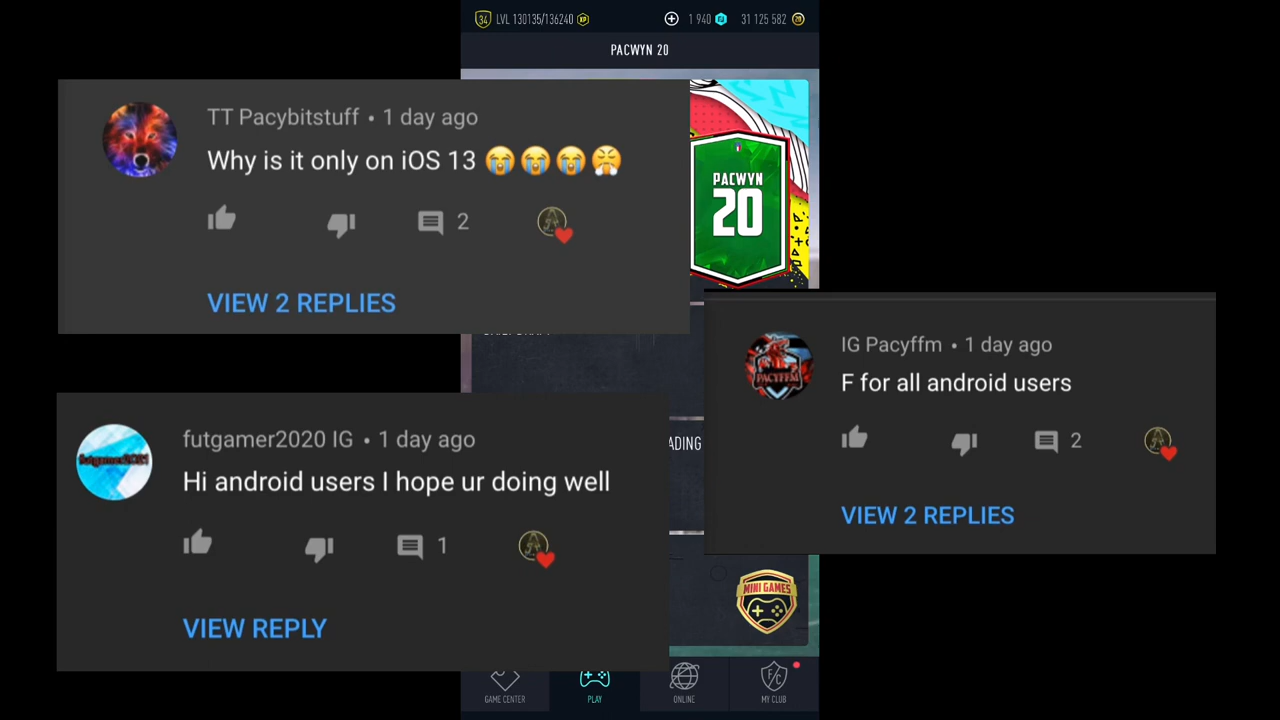 34 LVL 130135/136240 XP
1 940
31 125 582
PACWYN 20
TT Pacybitstuff • 1 day ago
Why is it only on iOS 13 😭😭😭😤
2
VIEW 2 REPLIES
PACWYN
20
IG Pacyffm • 1 day ago
F for all android users
2
VIEW 2 REPLIES
PACYFFM
futgamer2020 IG • 1 day ago
Hi android users I hope ur doing well
1
VIEW REPLY
ADING
MINI GAMES
GAME CENTER
PLAY
ONLINE
MY CLUB